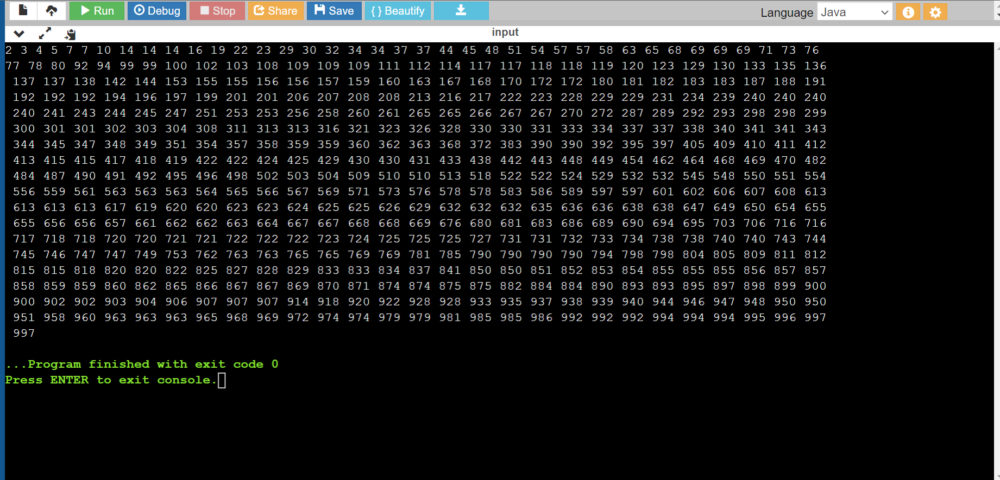 Run Debug Stop Share Save { } Beautify Language Java
input
2 3 4 5 7 7 10 14 14 14 16 19 22 23 29 30 32 34 34 37 37 44 45 48 51 54 57 57 58 63 65 68 69 69 69 71 73 76
77 78 80 92 94 99 99 100 102 103 108 109 109 109 111 112 114 117 117 118 118 119 120 123 129 130 133 135 136
137 137 138 142 144 153 155 155 156 156 157 159 160 163 167 168 170 172 172 180 181 182 183 183 187 188 191
192 192 192 194 196 197 199 201 201 206 207 208 208 213 216 217 222 223 228 229 229 231 234 239 240 240 240
240 241 243 244 245 247 251 253 253 256 258 260 261 265 265 266 267 267 270 272 287 289 292 293 298 298 299
300 301 301 302 303 304 308 311 313 313 316 321 323 326 328 330 330 331 333 334 337 337 338 340 341 341 343
344 345 347 348 349 351 354 357 358 359 359 360 362 363 368 372 383 390 390 392 395 397 405 409 410 411 412
413 415 415 417 418 419 422 422 424 425 429 430 430 431 433 438 442 443 448 449 454 462 464 468 469 470 482
484 487 490 491 492 495 496 498 502 503 504 509 510 510 513 518 522 522 524 529 532 532 545 548 550 551 554
556 559 561 563 563 563 564 565 566 567 569 571 573 576 578 578 583 586 589 597 597 601 602 606 607 608 613
613 613 613 617 619 620 620 623 623 624 625 625 626 629 632 632 632 635 636 636 638 638 647 649 650 654 655
655 656 656 657 661 662 662 663 664 667 667 668 668 669 676 680 681 683 686 689 690 694 695 703 706 716 716
717 718 718 720 720 721 721 722 722 722 723 724 725 725 725 727 731 731 732 733 734 738 738 740 740 743 744
745 746 747 747 749 753 762 763 763 765 765 769 769 781 785 790 790 790 790 794 798 798 804 805 809 811 812
815 815 818 820 820 822 825 827 828 829 833 833 834 837 841 850 850 851 852 853 854 855 855 855 856 857 857
858 859 859 860 862 865 866 867 867 869 870 871 874 874 875 875 882 884 884 890 893 893 895 897 898 899 900
900 902 902 903 904 906 907 907 907 914 918 920 922 928 928 933 935 937 938 939 940 944 946 947 948 950 950
951 958 960 963 963 963 965 968 969 972 974 974 979 979 981 985 985 986 992 992 992 994 994 994 995 996 997
997
...Program finished with exit code 0
Press ENTER to exit console.